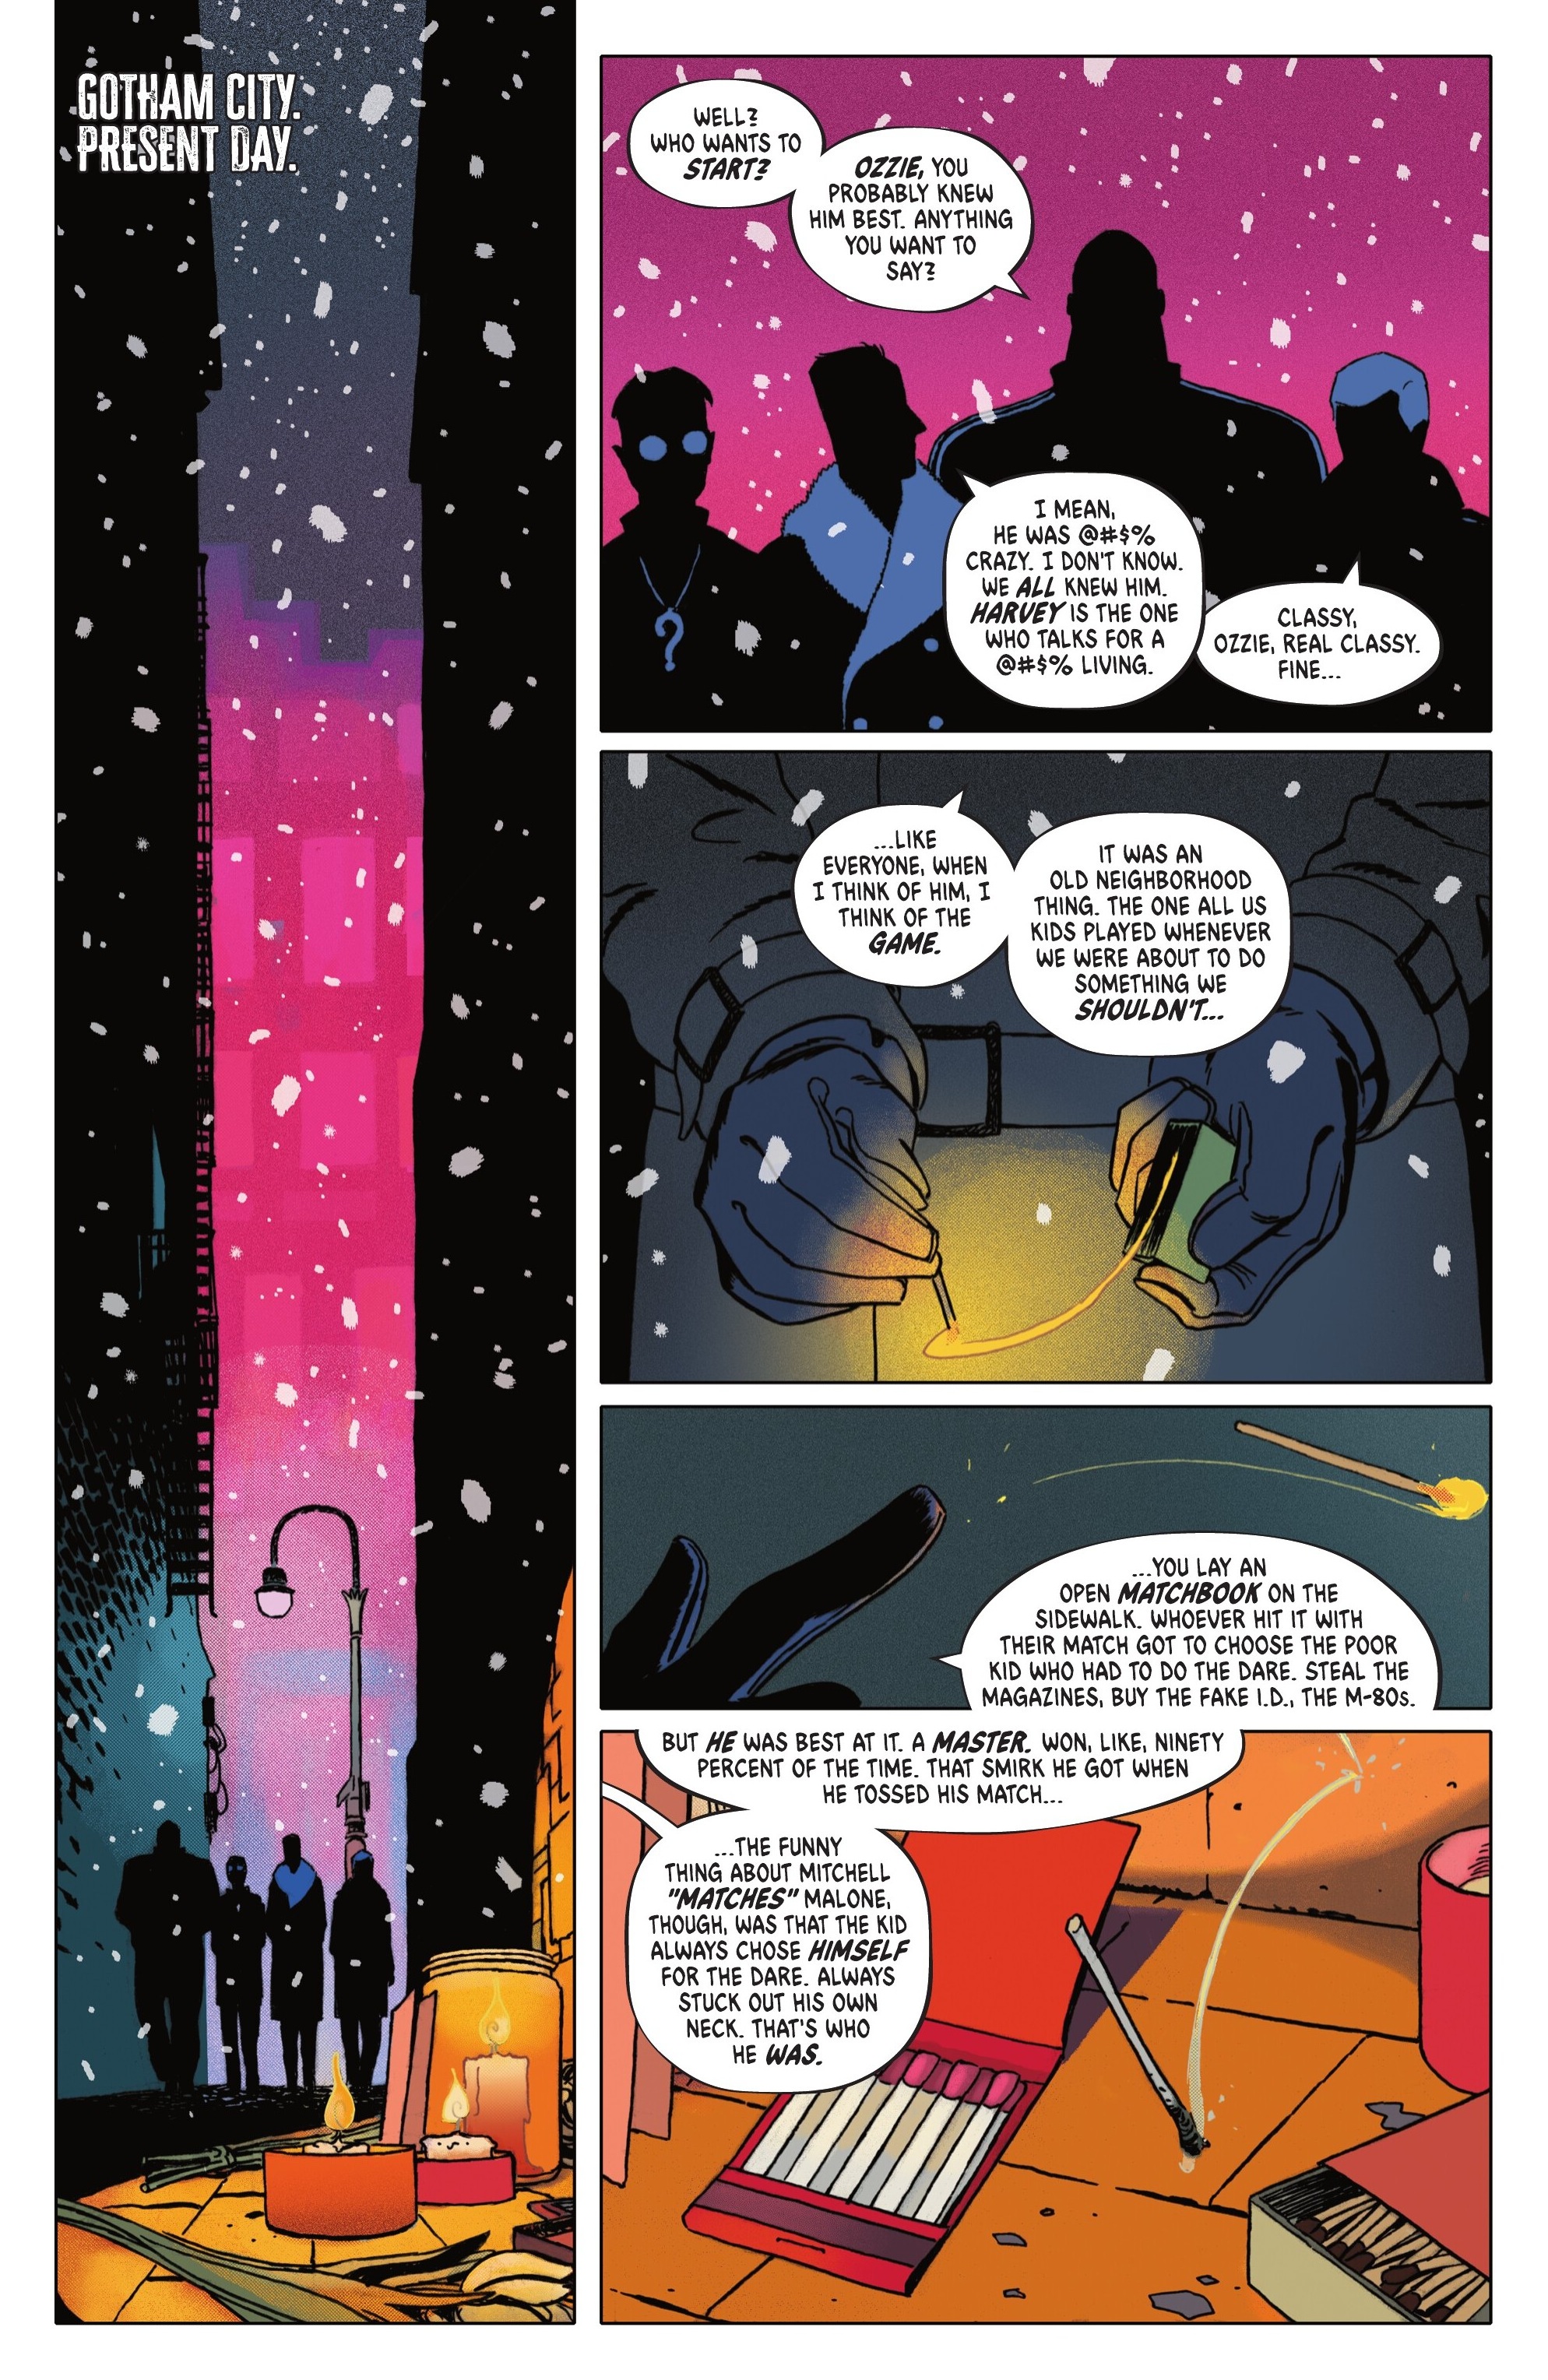 GOTHAM CITY.
PRESENT DAY.
WELL?
WHO WANTS TO
START?
OZZIE, YOU
PROBABLY KNEW
HIM BEST. ANYTHING
YOU WANT TO
SAY?
I MEAN,
HE WAS @#$%
CRAZY. I DON'T KNOW.
WE ALL KNEW HIM.
HARVEY IS THE ONE
WHO TALKS FOR A
@#$% LIVING.
CLASSY,
OZZIE, REAL CLASSY.
FINE...
...LIKE
EVERYONE, WHEN
I THINK OF HIM, I
THINK OF THE
GAME.
IT WAS AN
OLD NEIGHBORHOOD
THING. THE ONE ALL US
KIDS PLAYED WHENEVER
WE WERE ABOUT TO DO
SOMETHING WE
SHOULDN'T...
...YOU LAY AN
OPEN MATCHBOOK ON THE
SIDEWALK. WHOEVER HIT IT WITH
THEIR MATCH GOT TO CHOOSE THE POOR
KID WHO HAD TO DO THE DARE. STEAL THE
MAGAZINES, BUY THE FAKE I.D., THE M-80s.
BUT HE WAS BEST AT IT. A MASTER. WON, LIKE, NINETY
PERCENT OF THE TIME. THAT SMIRK HE GOT WHEN
HE TOSSED HIS MATCH...
...THE FUNNY
THING ABOUT MITCHELL
"MATCHES" MALONE,
THOUGH, WAS THAT THE KID
ALWAYS CHOSE HIMSELF
FOR THE DARE. ALWAYS
STUCK OUT HIS OWN
NECK. THAT'S WHO
HE WAS.